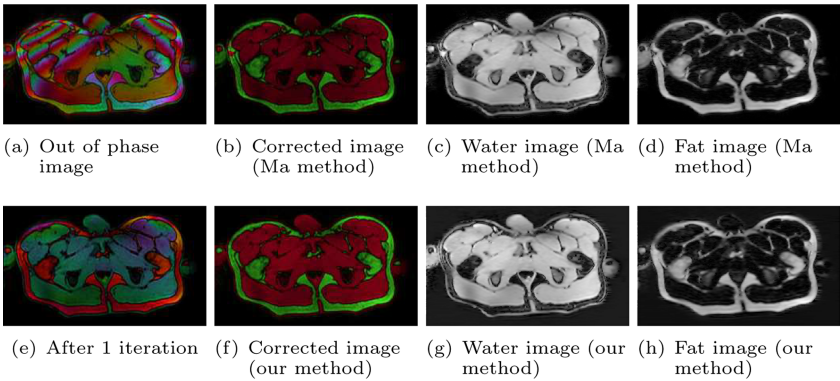 (a) Out of phase image
(b) Corrected image (Ma method)
(c) Water image (Ma method)
(d) Fat image (Ma method)
(e) After 1 iteration
(f) Corrected image (our method)
(g) Water image (our method)
(h) Fat image (our method)